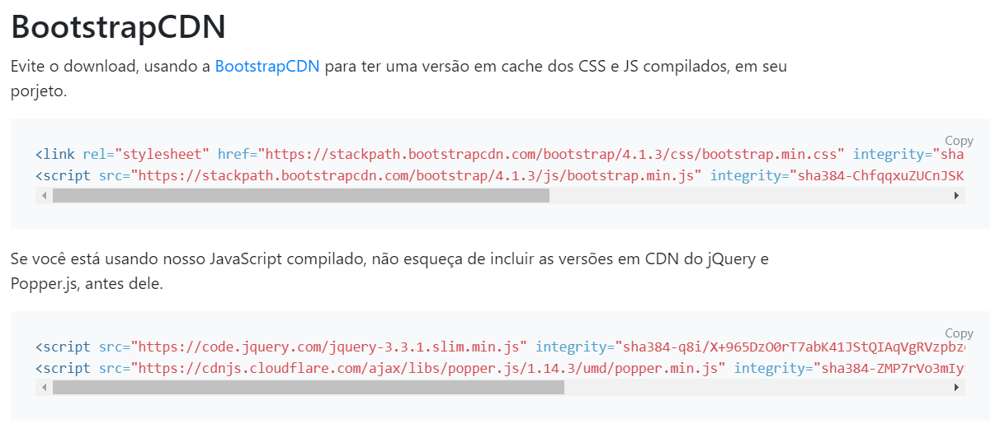 BootstrapCDN
Evite o download, usando a BootstrapCDN para ter uma versão em cache dos CSS e JS compilados, em seu
porjeto.
Copy
<link rel="stylesheet" href="https://stackpath.bootstrapcdn.com/bootstrap/4.1.3/css/bootstrap.min.css" integrity="sha
<script src="https://stackpath.bootstrapcdn.com/bootstrap/4.1.3/js/bootstrap.min.js" integrity="sha384-ChfqqxuZUCnJSK
Se você está usando nosso JavaScript compilado, não esqueça de incluir as versões em CDN do jQuery e
Popper.js, antes dele.
Copy
<script src="https://code.jquery.com/jquery-3.3.1.slim.min.js" integrity="sha384-q8i/X+965DzO0rT7abK41JStQIAqVgRVzpbz
<script src="https://cdnjs.cloudflare.com/ajax/libs/popper.js/1.14.3/umd/popper.min.js" integrity="sha384-ZMP7rVo3mIy